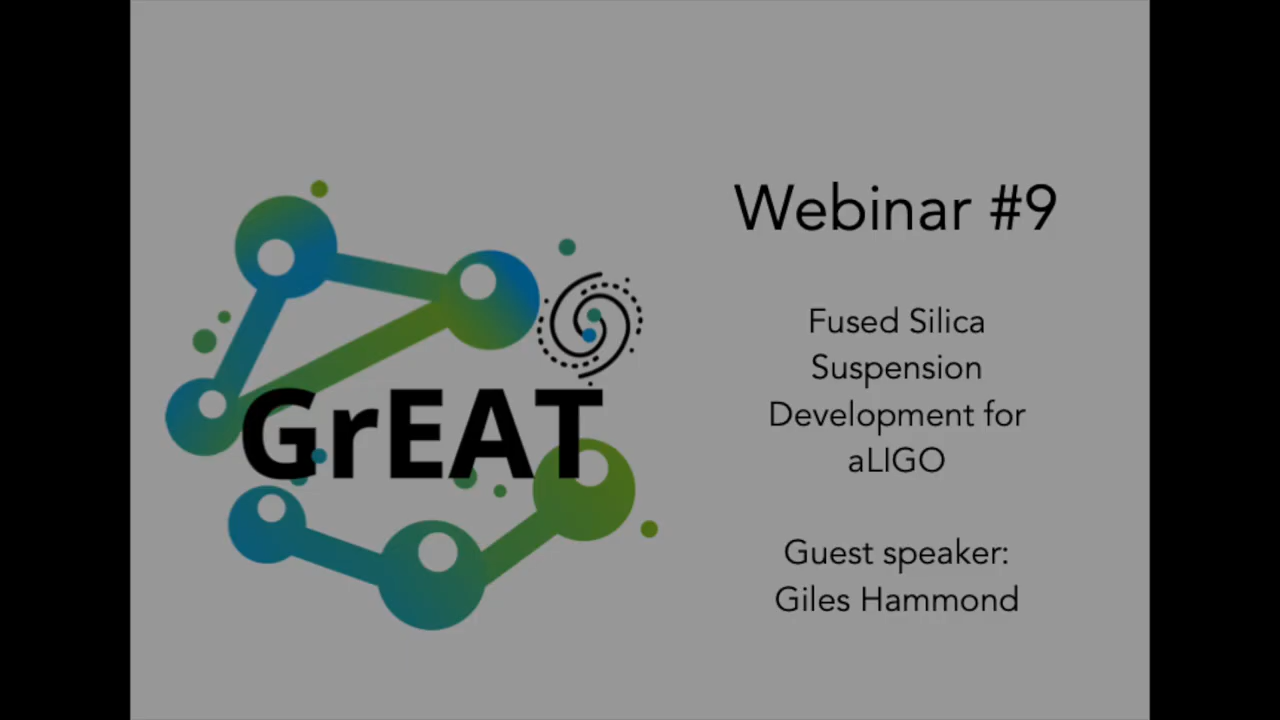 GrEAT
Webinar #9
Fused Silica
Suspension
Development for
aLIGO
Guest speaker:
Giles Hammond